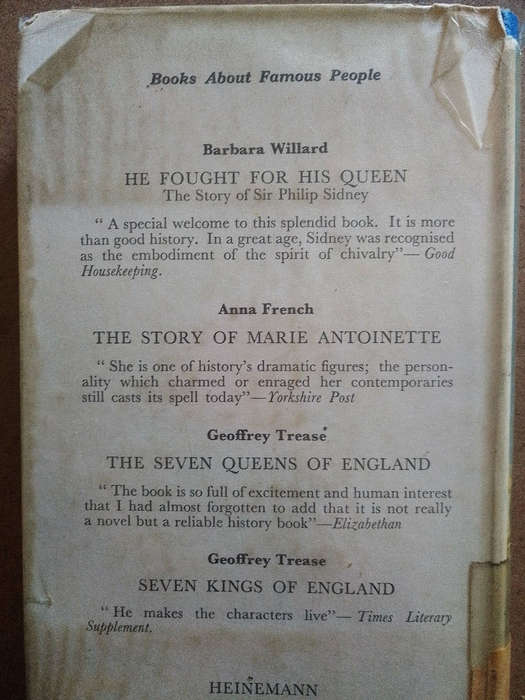 Books About Famous People
Barbara Willard
HE FOUGHT FOR HIS QUEEN
The Story of Sir Philip Sidney
“ A special welcome to this splendid book. It is more
than good history. In a great age, Sidney was recognised
as the embodiment of the spirit of chivalry”—Good
Housekeeping.
Anna French
THE STORY OF MARIE ANTOINETTE
“ She is one of history’s dramatic figures; the person-
ality which charmed or enraged her contemporaries
still casts its spell today”—Yorkshire Post
Geoffrey Trease
THE SEVEN QUEENS OF ENGLAND
“ The book is so full of excitement and human interest
that I had almost forgotten to add that it is not really
a novel but a reliable history book”—Elizabethan
Geoffrey Trease
SEVEN KINGS OF ENGLAND
“ He makes the characters live”—Times Literary
Supplement.
HEINEMANN